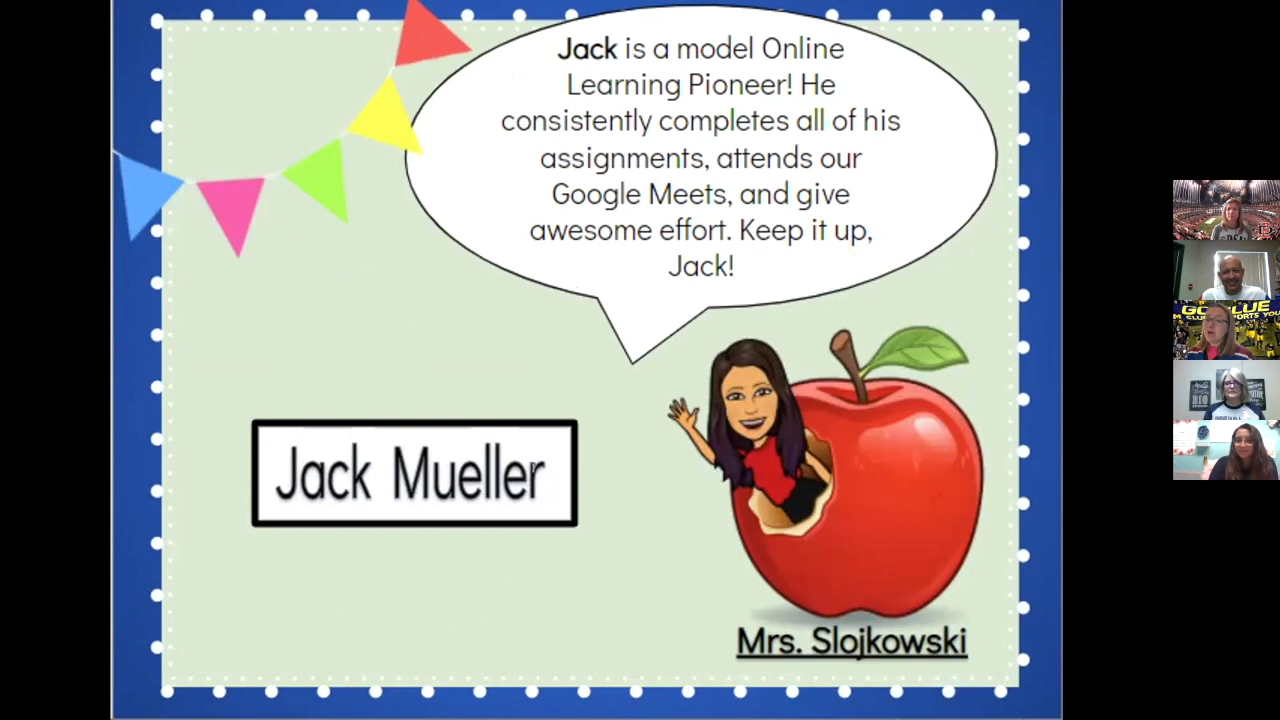 Jack is a model Online
Learning Pioneer! He
consistently completes all of his
assignments, attends our
Google Meets, and give
awesome effort. Keep it up,
Jack!
Jack Mueller
Mrs. Slojkowski